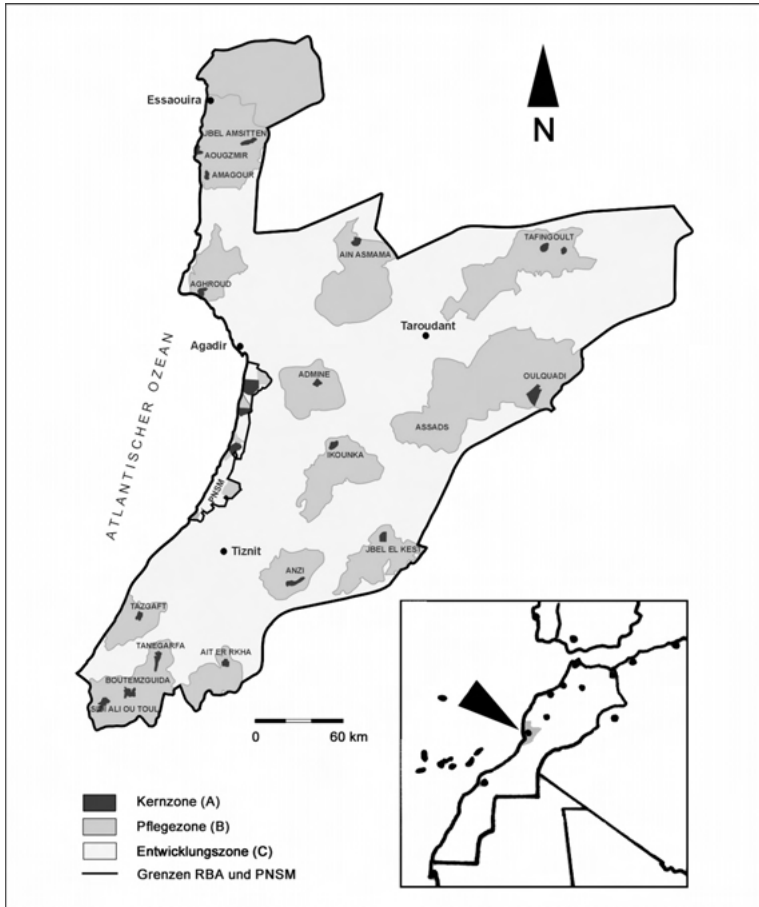 Essaouira
N
JBEL AMSITTEN
AOUGZMIR
AMAGOUR
TAFINGOULT
AIN ASMAMA
AGHROUD
Taroudant
Agadir
ADMINE
OULQUADI
ASSADS
ATLANTISCHER OZEAN
IKOUNKA
PNSM
Tiznit
JBEL EL KEST
ANZI
TAZGAFT
TANEGARFA
AIT ER RKHA
BOUTEMZGUIDA
SIDI ALI OU TOUL
0 60 km
Kernzone (A)
Pflegezone (B)
Entwicklungszone (C)
Grenzen RBA und PNSM